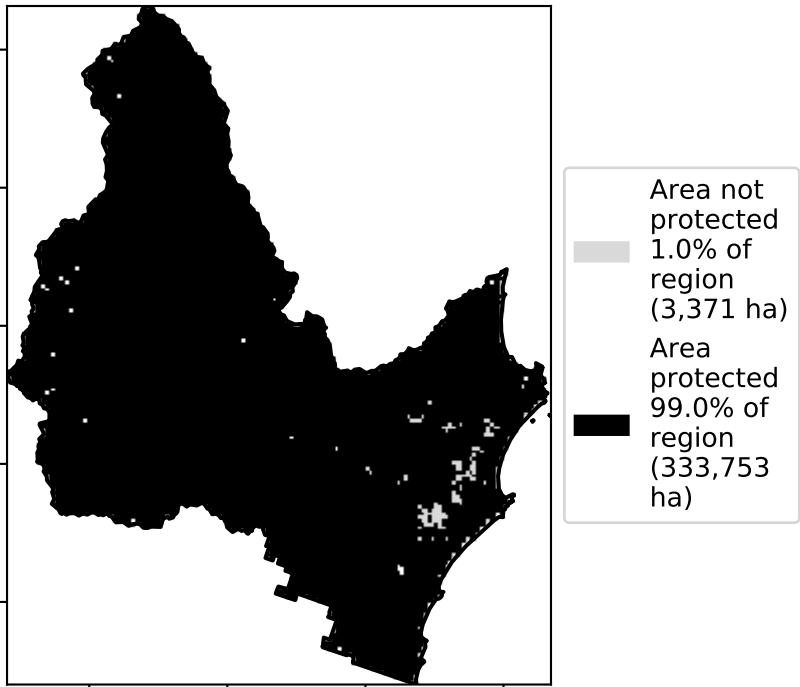 Area not
protected
1.0% of
region
(3,371 ha)
Area
protected
99.0% of
region
(333,753
ha)